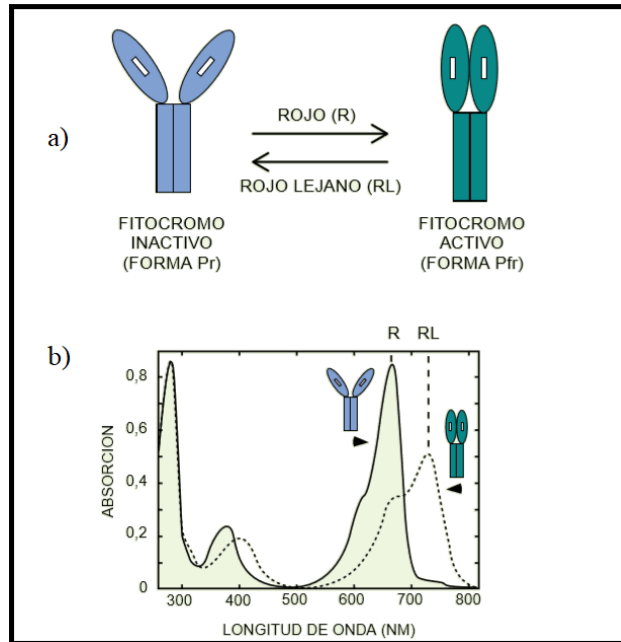 a)
ROJO (R)
ROJO LEJANO (RL)
FITOCROMO
INACTIVO
(FORMA Pr)
FITOCROMO
ACTIVO
(FORMA Pfr)
b)
R RL
ABSORCION
0,8
0,6
0,4
0,2
0
300 400 500 600 700 800
LONGITUD DE ONDA (NM)